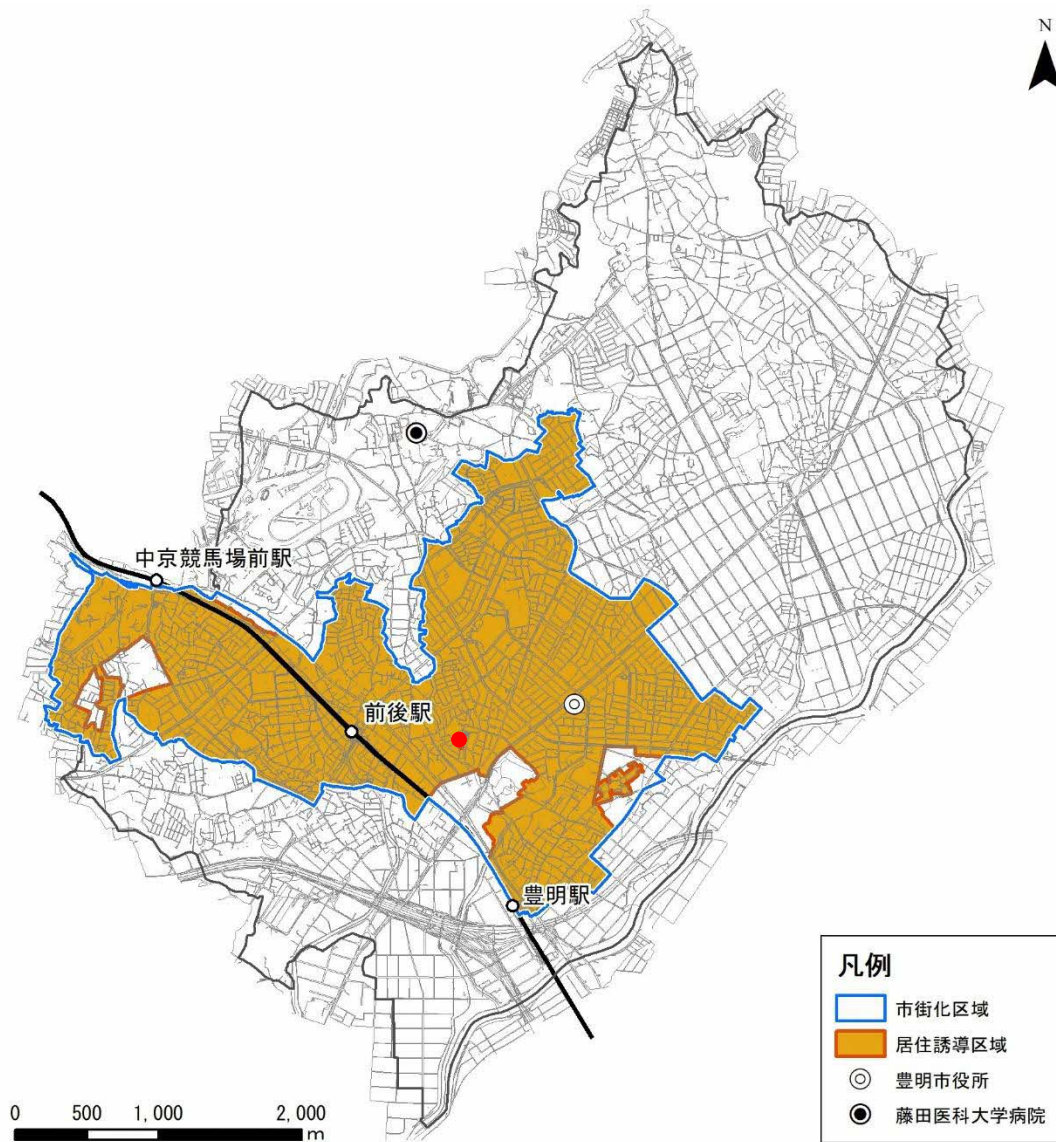 N
中京競馬場前駅
前後駅
豊明駅
凡例
市街化区域
居住誘導区域
豊明市役所
藤田医科大学病院
0 500 1,000 2,000
m